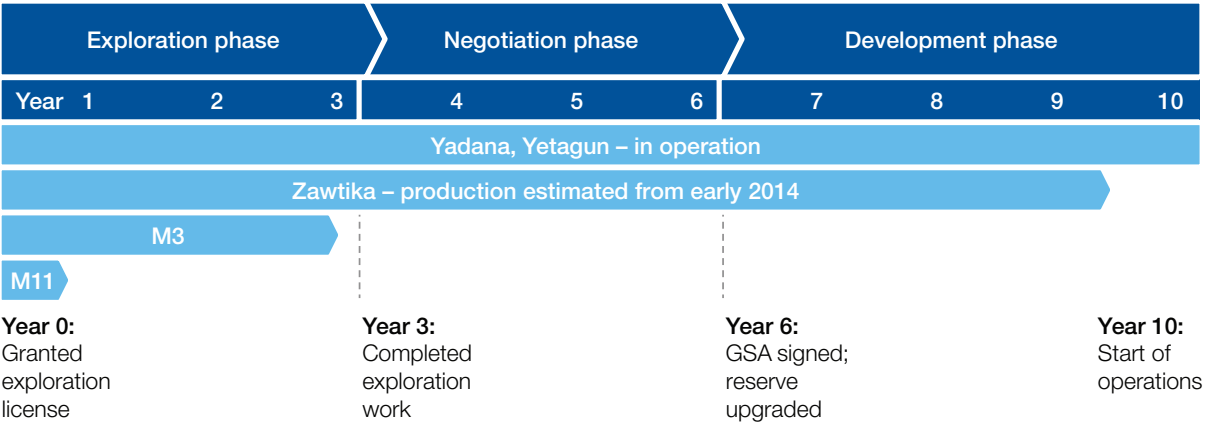 Exploration phase
Negotiation phase
Development phase
Year 1 2 3 4 5 6 7 8 9 10
Yadana, Yetagun – in operation
Zawtika – production estimated from early 2014
M3
M11
Year 0:
Granted
exploration
license
Year 3:
Completed
exploration
work
Year 6:
GSA signed;
reserve
upgraded
Year 10:
Start of
operations